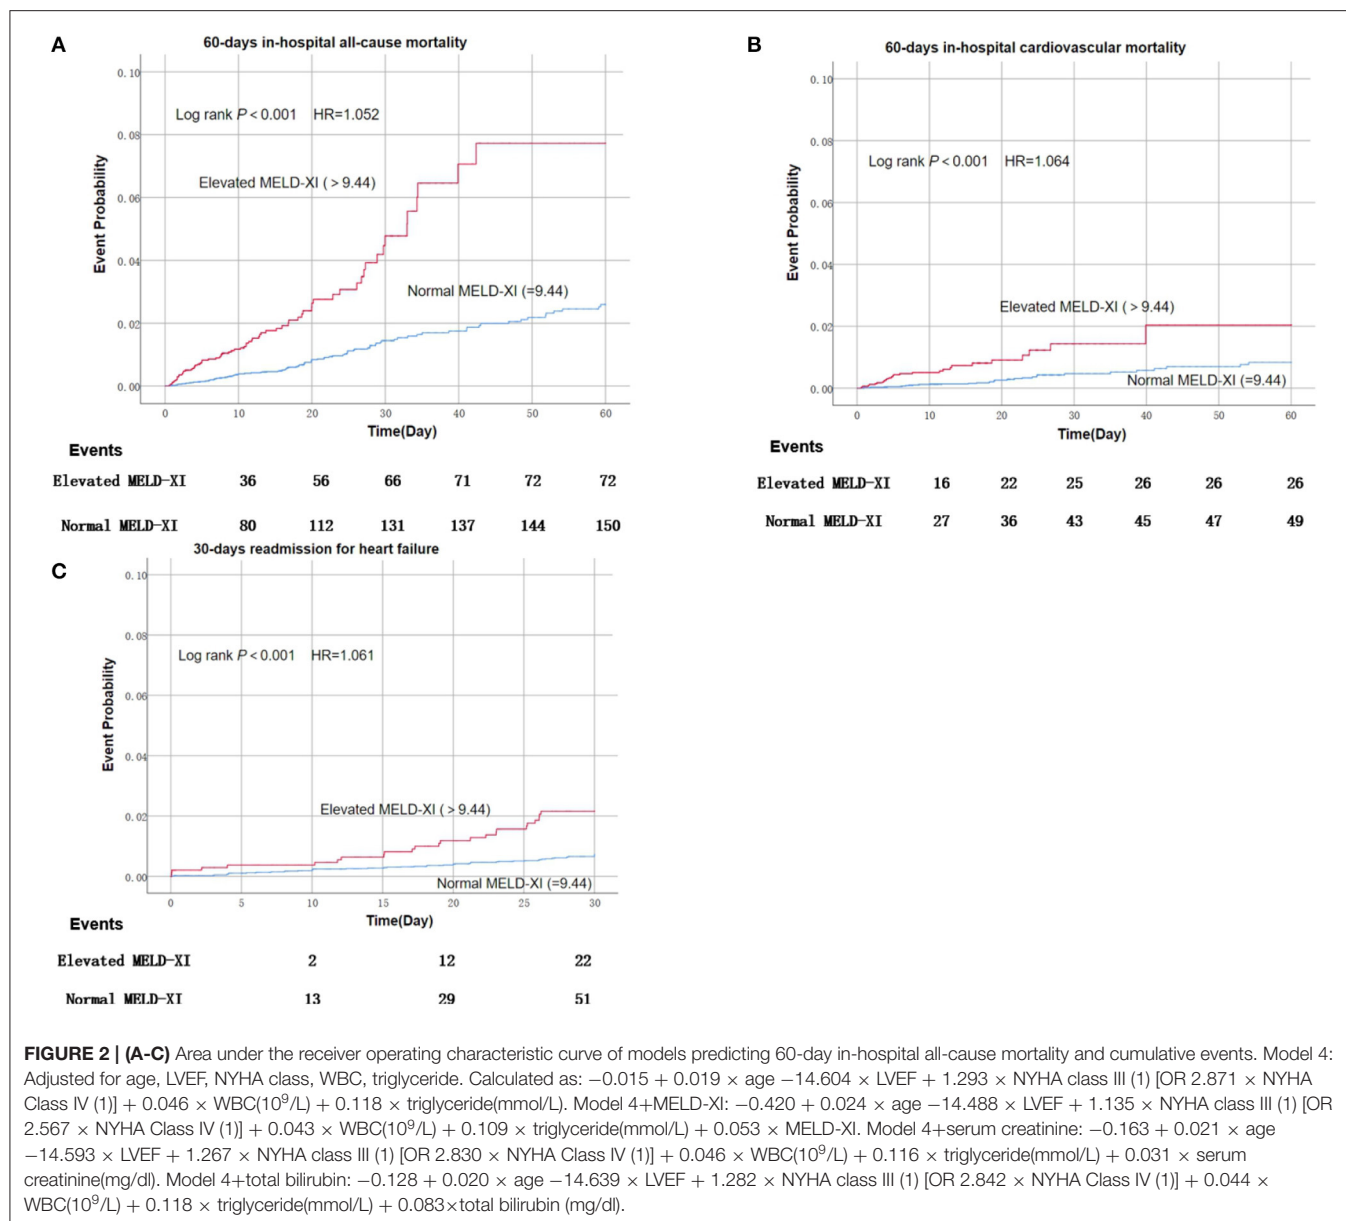 A
60-days in-hospital all-cause mortality
0.10
0.08
0.06
0.04
0.02
0.00
Event Probability
Log rank P < 0.001 HR=1.052
Elevated MELD-XI ( > 9.44)
Normal MELD-XI (=9.44)
0 10 20 30 40 50 60
Time(Day)
Events
Elevated MELD-XI 36 56 66 71 72 72
Normal MELD-XI 80 112 131 137 144 150
B
60-days in-hospital cardiovascular mortality
0.10
0.08
0.06
0.04
0.02
0.00
Event Probability
Log rank P < 0.001 HR=1.064
Elevated MELD-XI ( > 9.44)
Normal MELD-XI (=9.44)
0 10 20 30 40 50 60
Time(Day)
Events
Elevated MELD-XI 16 22 25 26 26 26
Normal MELD-XI 27 36 43 45 47 49
C
30-days readmission for heart failure
0.10
0.08
0.06
0.04
0.02
0.00
Event Probability
Log rank P < 0.001 HR=1.061
Elevated MELD-XI ( > 9.44)
Normal MELD-XI (=9.44)
0 5 10 15 20 25 30
Time(Day)
Events
Elevated MELD-XI 2 12 22
Normal MELD-XI 13 29 51
FIGURE 2 | (A-C) Area under the receiver operating characteristic curve of models predicting 60-day in-hospital all-cause mortality and cumulative events. Model 4:
Adjusted for age, LVEF, NYHA class, WBC, triglyceride. Calculated as: −0.015 + 0.019 × age −14.604 × LVEF + 1.293 × NYHA class III (1) [OR 2.871 × NYHA
Class IV (1)] + 0.046 × WBC(10⁹/L) + 0.118 × triglyceride(mmol/L). Model 4+MELD-XI: −0.420 + 0.024 × age −14.488 × LVEF + 1.135 × NYHA class III (1) [OR
2.567 × NYHA Class IV (1)] + 0.043 × WBC(10⁹/L) + 0.109 × triglyceride(mmol/L) + 0.053 × MELD-XI. Model 4+serum creatinine: −0.163 + 0.021 × age
−14.593 × LVEF + 1.267 × NYHA class III (1) [OR 2.830 × NYHA Class IV (1)] + 0.046 × WBC(10⁹/L) + 0.116 × triglyceride(mmol/L) + 0.031 × serum
creatinine(mg/dl). Model 4+total bilirubin: −0.128 + 0.020 × age −14.639 × LVEF + 1.282 × NYHA class III (1) [OR 2.842 × NYHA Class IV (1)] + 0.044 ×
WBC(10⁹/L) + 0.118 × triglyceride(mmol/L) + 0.083×total bilirubin (mg/dl).